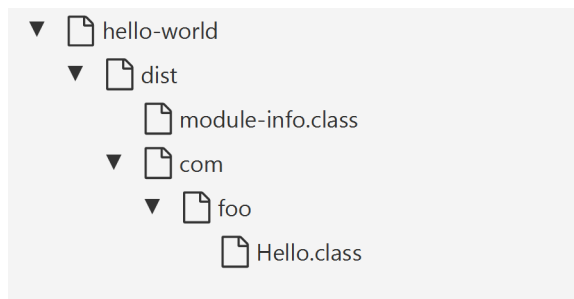 hello-world
dist
module-info.class
com
foo
Hello.class